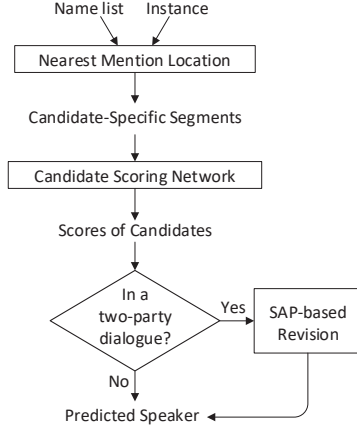 Name list
Instance
Nearest Mention Location
Candidate-Specific Segments
Candidate Scoring Network
Scores of Candidates
In a
two-party
dialogue?
Yes
SAP-based
Revision
No
Predicted Speaker